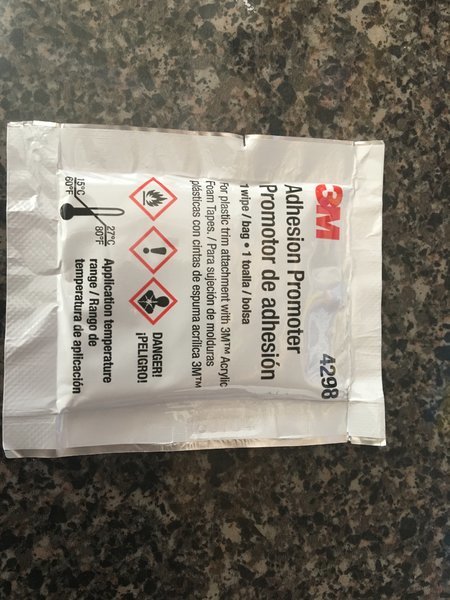 3M
4298
Adhesion Promoter
Promotor de adhesión
1 wipe / bag • 1 toalla / bolsa
For plastic trim attachment with 3M™ Acrylic
Foam Tapes. / Para sujeción de molduras
plásticas con cintas de espuma acrílica 3M™
DANGER!
¡PELIGRO!
15°C
60°F
27°C
80°F
Application temperature
range / Rango de
temperatura de aplicación